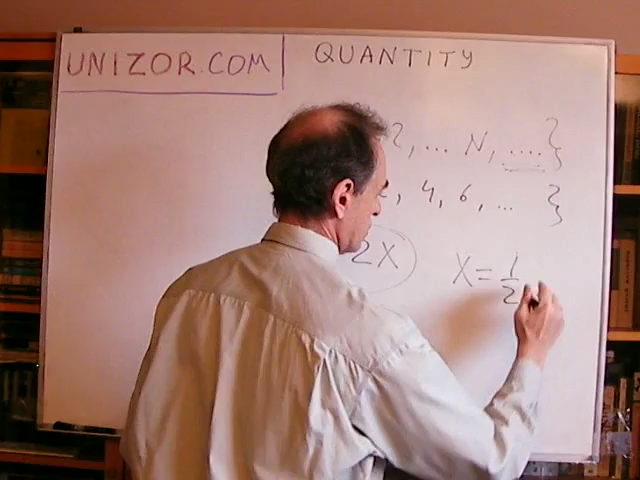 UNIZOR.COM
QUANTITY
2, ... N, ....}
, 4, 6, ... }
2X
X = 1/2